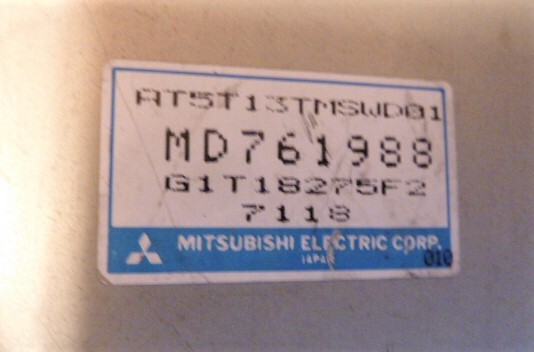 AT5T13TMSWD01
MD761988
G1T18275F2
7118
MITSUBISHI ELECTRIC CORP.
JAPAN 010